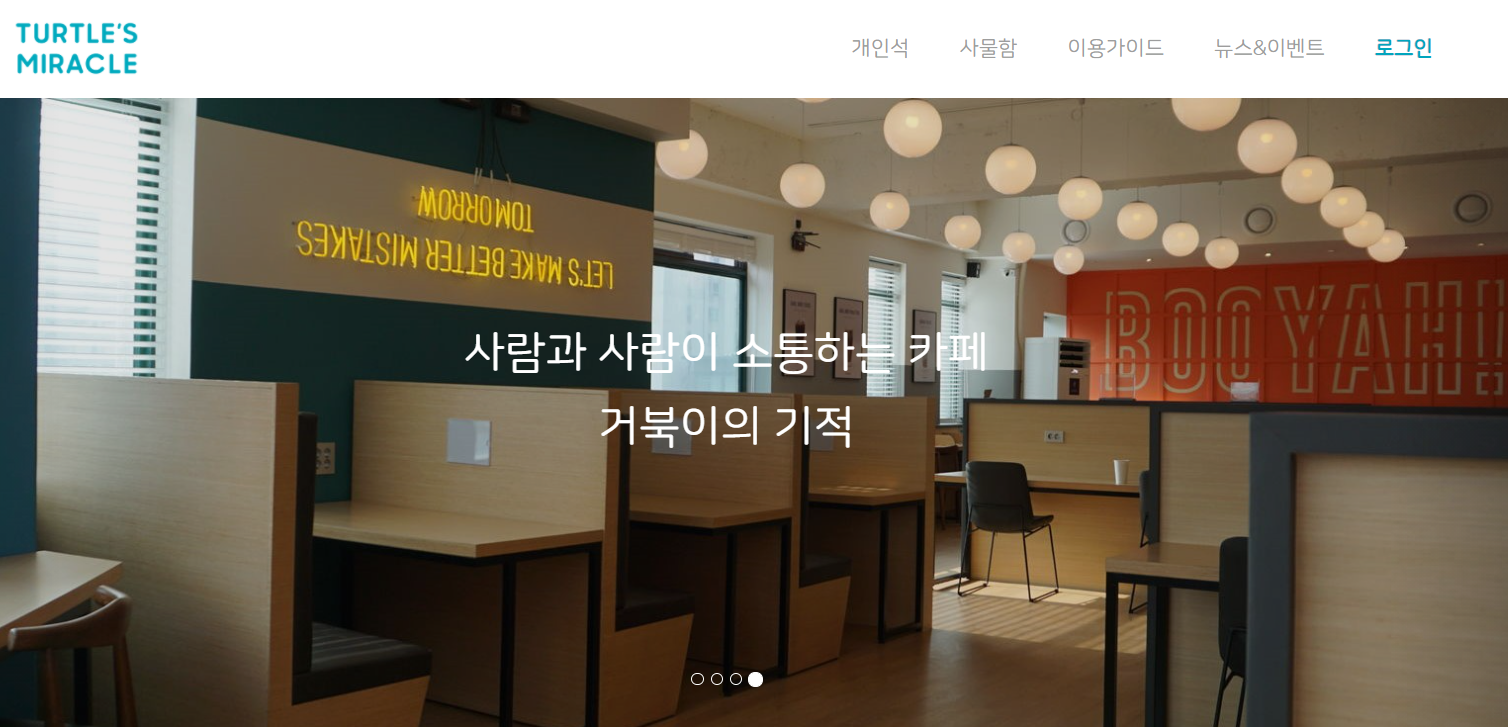 TURTLE'S
MIRACLE
개인석 사물함 이용가이드 뉴스&이벤트 로그인
LET'S MAKE BETTER MISTAKES
TOMORROW
BOOYAH!!
사람과 사람이 소통하는 카페
거북이의 기적